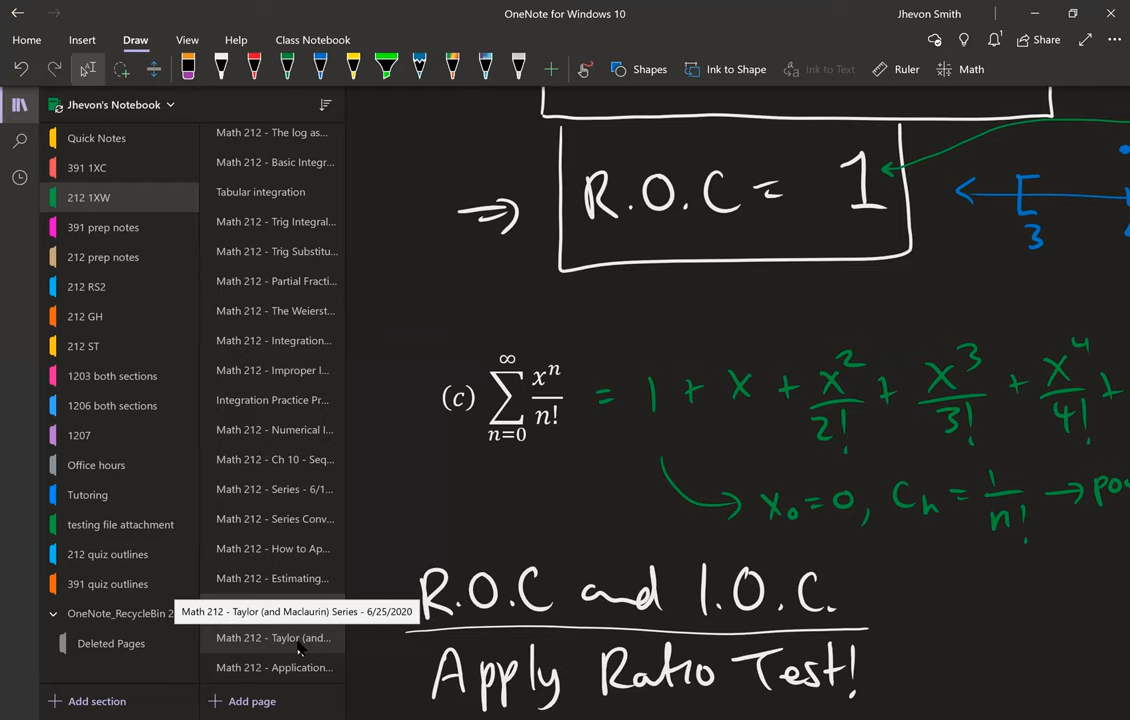 OneNote for Windows 10
Jhevon Smith
Home Insert Draw View Help Class Notebook
Share
Shapes
Ink to Shape
Ink to Text
Ruler
Math
Jhevon's Notebook
Quick Notes
391 1XC
212 1XW
391 prep notes
212 prep notes
212 RS2
212 GH
212 ST
1203 both sections
1206 both sections
1207
Office hours
Tutoring
testing file attachment
212 quiz outlines
391 quiz outlines
OneNote_RecycleBin 2
Deleted Pages
Add section
Math 212 - The log as...
Math 212 - Basic Integr...
Tabular integration
Math 212 - Trig Integral...
Math 212 - Trig Substitu...
Math 212 - Partial Fracti...
Math 212 - The Weierst...
Math 212 - Integration...
Math 212 - Improper I...
Integration Practice Pr...
Math 212 - Numerical I...
Math 212 - Ch 10 - Seq...
Math 212 - Series - 6/1...
Math 212 - Series Conv...
Math 212 - How to Ap...
Math 212 - Estimating...
Math 212 - Taylor (and Maclaurin) Series - 6/25/2020
Math 212 - Taylor (and...
Math 212 - Application...
Add page
⇒ R.O.C = 1
[
3
(c) ∑_{n=0}^{∞} x^n/n! = 1 + x + x^2/2! + x^3/3! + x^4/4! +
→ x_0 = 0, C_n = 1/n! → po
R.O.C and I.O.C.
Apply Ratio Test!